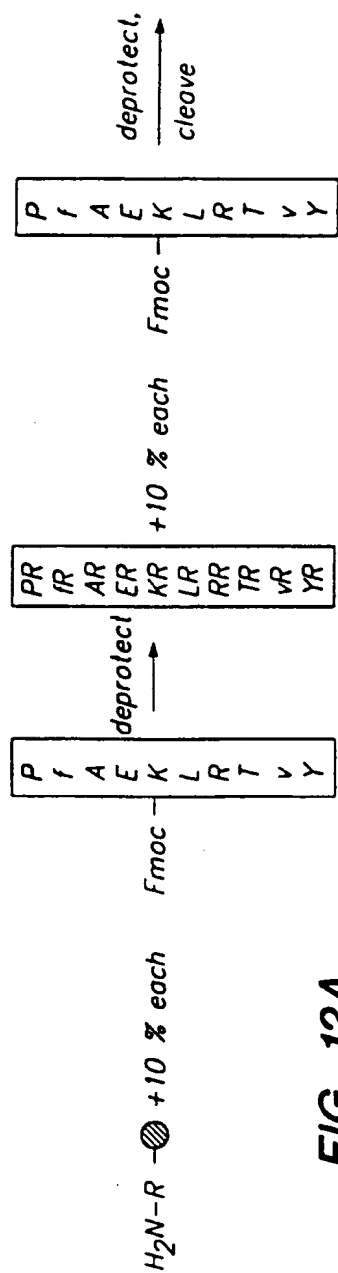 H₂N-R
+10 % each
Fmoc
P
f
A
E
K
L
R
T
v
Y
deprotect
PR
fR
AR
ER
KR
LR
RR
TR
vR
YR
+10 % each
Fmoc
P
f
A
E
K
L
R
T
v
Y
deprotect,
cleave
FIG. 12A